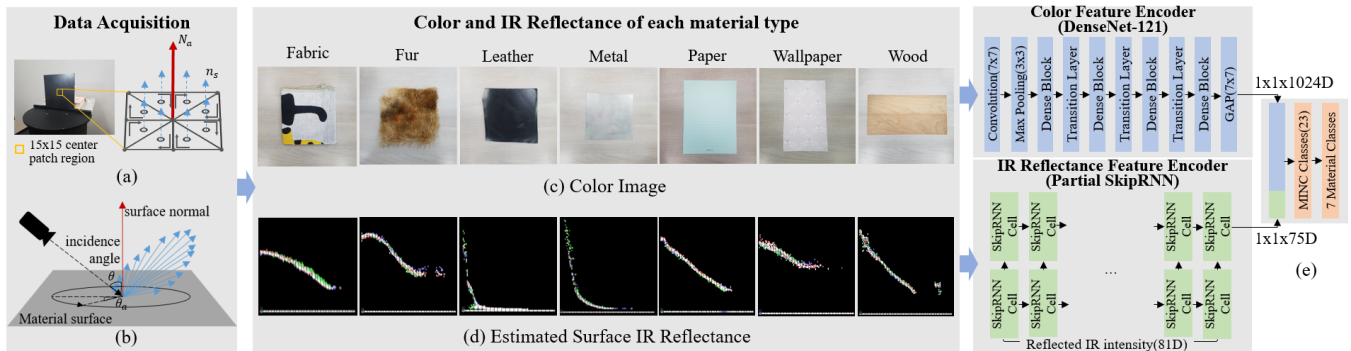 Data Acquisition
N_a
n_s
15x15 center
patch region
(a)
surface normal
incidence
angle
θ
θ_a
Material surface
(b)
Color and IR Reflectance of each material type
Fabric
Fur
Leather
Metal
Paper
Wallpaper
Wood
(c) Color Image
(d) Estimated Surface IR Reflectance
Color Feature Encoder
(DenseNet-121)
Convolution(7x7)
Max Pooling(3x3)
Dense Block
Transition Layer
Dense Block
Transition Layer
Dense Block
Transition Layer
Dense Block
GAP(7x7)
IR Reflectance Feature Encoder
(Partial SkipRNN)
SkipRNN
Cell
SkipRNN
Cell
SkipRNN
Cell
SkipRNN
Cell
...
SkipRNN
Cell
SkipRNN
Cell
SkipRNN
Cell
SkipRNN
Cell
Reflected IR intensity(81D)
1x1x1024D
MINC Classes(23)
7 Material Classes
1x1x75D
(e)